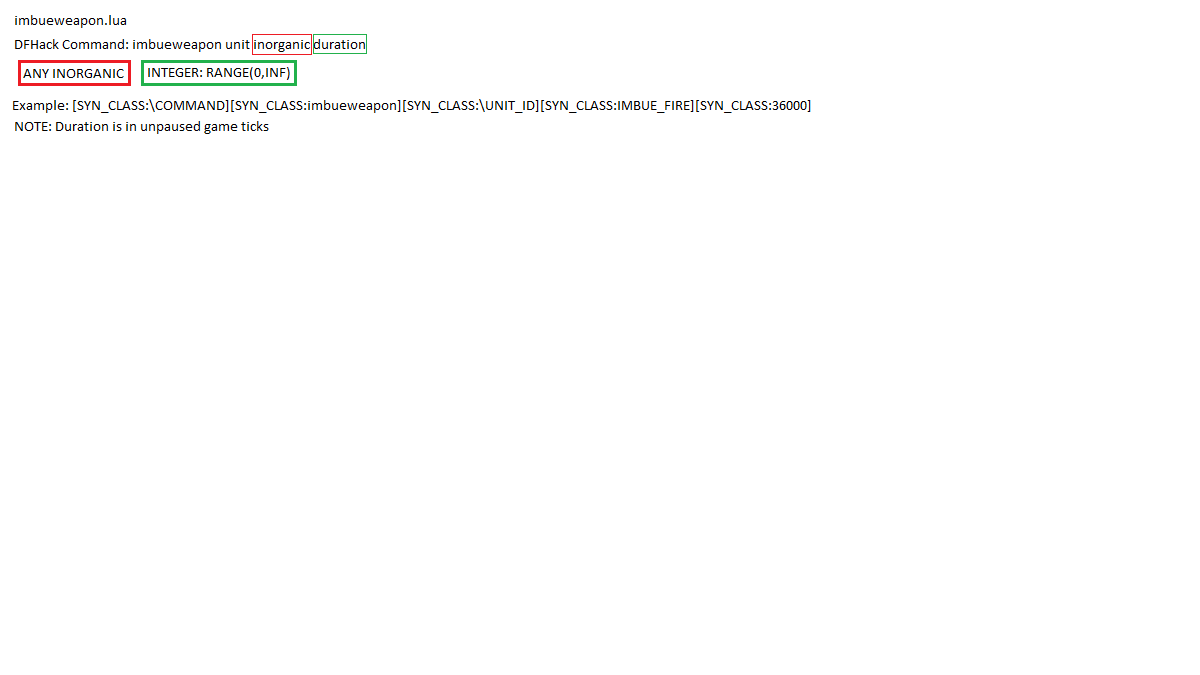 imbueweapon.lua
DFHack Command: imbueweapon unit inorganic duration
ANY INORGANIC INTEGER: RANGE(0,INF)
Example: [SYN_CLASS:\COMMAND][SYN_CLASS:imbueweapon][SYN_CLASS:\UNIT_ID][SYN_CLASS:IMBUE_FIRE][SYN_CLASS:36000]
NOTE: Duration is in unpaused game ticks